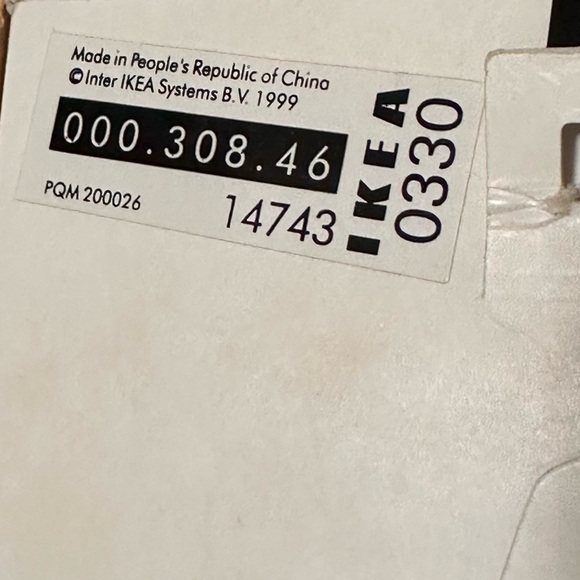 Made in People's Republic of China
©Inter IKEA Systems B.V. 1999
000.308.46
PQM 200026
14743
IKEA
0330